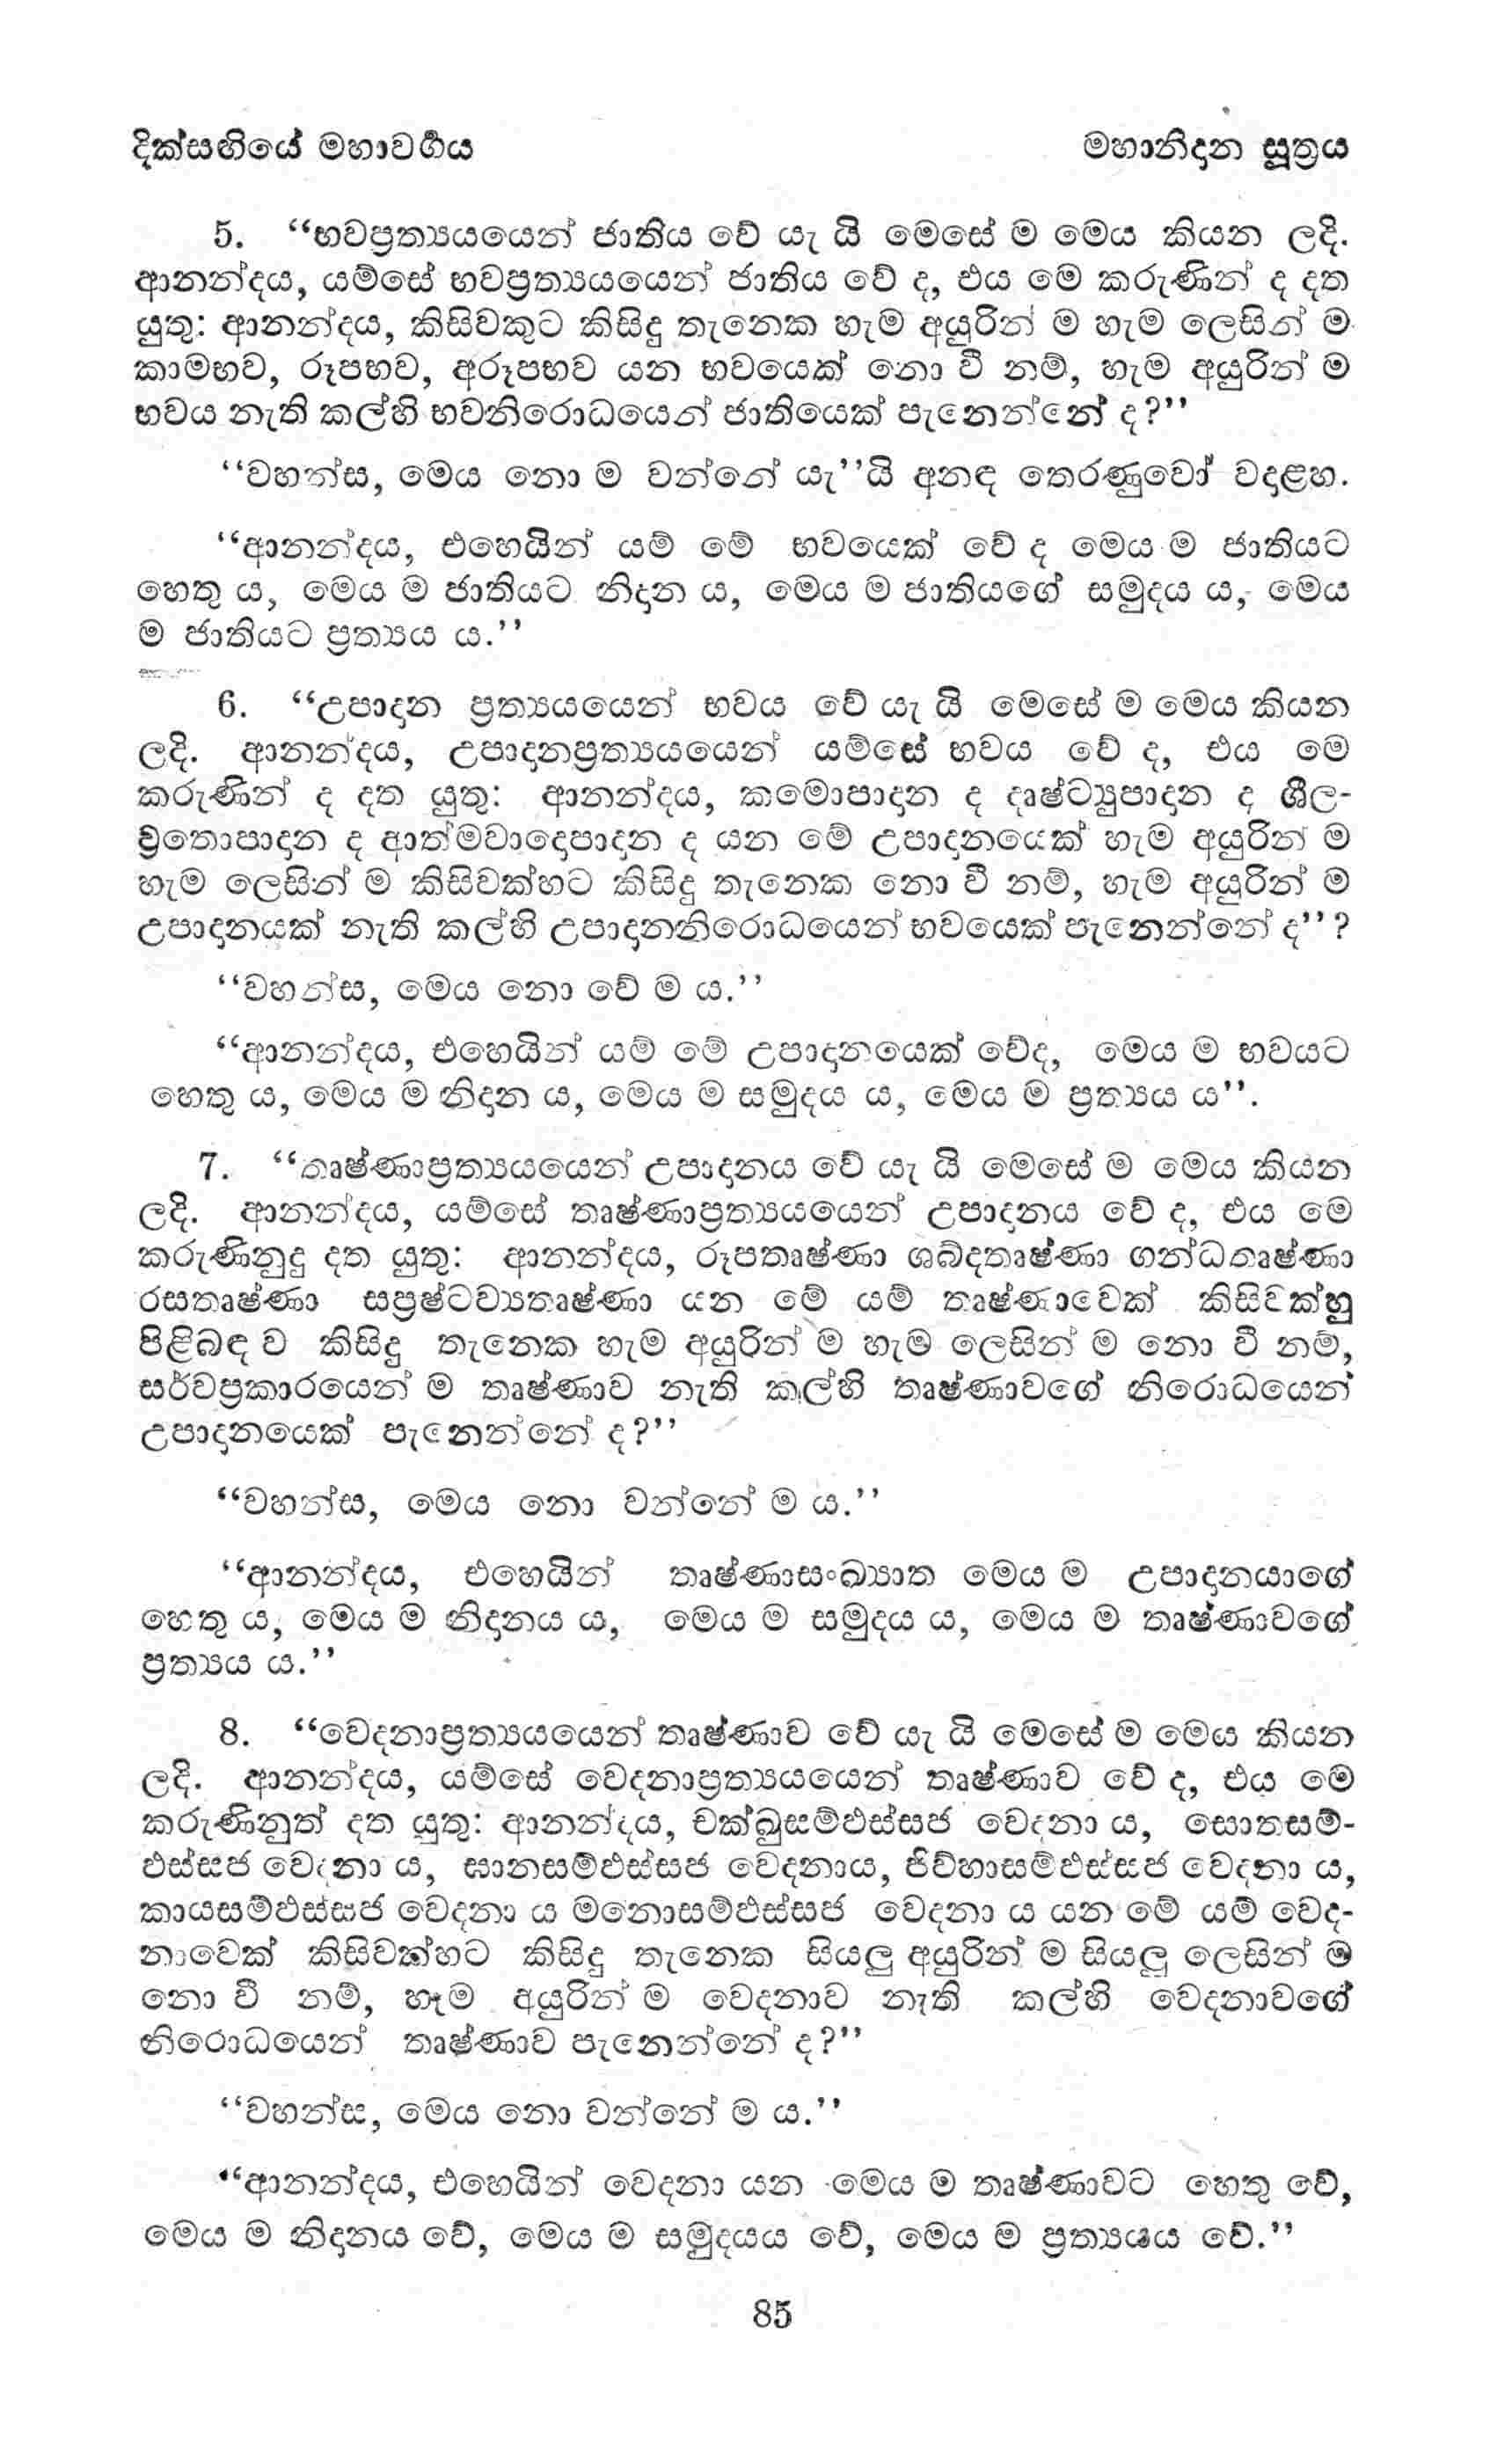 දික්සඟියේ මහාවර්‍ගය
මහානිදාන සූත්‍රය
5. “භවප්‍රත්‍යයයෙන් ජාතිය වේ යැ යි මෙසේ ම මෙය කියන ලදි.
ආනන්දය, යම්සේ භවප්‍රත්‍යයයෙන් ජාතිය වේ ද, එය මෙ කරුණින් ද දත
යුතු: ආනන්දය, කිසිවකුට කිසිදු තැනෙක හැම අයුරින් ම හැම ලෙසින් ම
කාමභව, රූපභව, අරූපභව යන භවයෙක් නො වී නම්, හැම අයුරින් ම
භවය නැති කල්හි භවනිරොධයෙන් ජාතියෙක් පැනෙන්නේ ද?”
“වහන්ස, මෙය නො ම වන්නේ යැ”යි අනඳ තෙරණුවෝ වදාළහ.
“ආනන්දය, එහෙයින් යම් මේ භවයෙක් වේ ද මෙය ම ජාතියට
හෙතු ය, මෙය ම ජාතියට නිදාන ය, මෙය ම ජාතියගේ සමුදය ය, මෙය
ම ජාතියට ප්‍රත්‍යය ය.”
6. “උපාදාන ප්‍රත්‍යයයෙන් භවය වේ යැ යි මෙසේ ම මෙය කියන
ලදි. ආනන්දය, උපාදානප්‍රත්‍යයයෙන් යම්සේ භවය වේ ද, එය මෙ
කරුණින් ද දත යුතු: ආනන්දය, කමොපාදාන ද දෘෂ්ට්‍යුපාදාන ද ශීල-
ව්‍රතොපාදාන ද ආත්මවාදොපාදාන ද යන මේ උපාදානයෙක් හැම අයුරින් ම
හැම ලෙසින් ම කිසිවක්හට කිසිදු තැනෙක නො වී නම්, හැම අයුරින් ම
උපාදානයක් නැති කල්හි උපාදානනිරොධයෙන් භවයෙක් පැනෙන්නේ ද”?
“වහන්ස, මෙය නො වේ ම ය.”
“ආනන්දය, එහෙයින් යම් මේ උපාදානයෙක් වේද, මෙය ම භවයට
හෙතු ය, මෙය ම නිදාන ය, මෙය ම සමුදය ය, මෙය ම ප්‍රත්‍යය ය”.
7. “තෘෂ්ණාප්‍රත්‍යයයෙන් උපාදානය වේ යැ යි මෙසේ ම මෙය කියන
ලදි. ආනන්දය, යම්සේ තෘෂ්ණාප්‍රත්‍යයයෙන් උපාදානය වේ ද, එය මෙ
කරුණිනුදු දත යුතු: ආනන්දය, රූපතෘෂ්ණා ශබ්දතෘෂ්ණා ගන්ධතෘෂ්ණා
රසතෘෂ්ණා සප්‍රෂ්ටව්‍යතෘෂ්ණා යන මේ යම් තෘෂ්ණාවෙක් කිසිවක්හු
පිළිබඳ ව කිසිදු තැනෙක හැම අයුරින් ම හැම ලෙසින් ම නො වී නම්,
සර්වප්‍රකාරයෙන් ම තෘෂ්ණාව නැති කල්හි තෘෂ්ණාවගේ නිරොධයෙන්
උපාදානයෙක් පැනෙන්නේ ද?”
“වහන්ස, මෙය නො වන්නේ ම ය.”
“ආනන්දය, එහෙයින් තෘෂ්ණාසංඛ්‍යාත මෙය ම උපාදානයාගේ
හෙතු ය, මෙය ම නිදානය ය, මෙය ම සමුදය ය, මෙය ම තෘෂ්ණාවගේ
ප්‍රත්‍යය ය.”
8. “වෙදනාප්‍රත්‍යයයෙන් තෘෂ්ණාව වේ යැ යි මෙසේ ම මෙය කියන
ලදි. ආනන්දය, යම්සේ වෙදනාප්‍රත්‍යයයෙන් තෘෂ්ණාව වේ ද, එය මෙ
කරුණිනුත් දත යුතු: ආනන්දය, චක්ඛුසම්ඵස්සජ වෙදනා ය, සොතසම්-
ඵස්සජ වෙදනා ය, ඝානසම්ඵස්සජ වෙදනාය, ජිව්හාසම්ඵස්සජ වෙදනා ය,
කායසම්ඵස්සජ වෙදනා ය මනොසම්ඵස්සජ වෙදනා ය යන මේ යම් වෙද-
නාවෙක් කිසිවක්හට කිසිදු තැනෙක සියලු අයුරින් ම සියලු ලෙසින් ම
නො වී නම්, හැම අයුරින් ම වෙදනාව නැති කල්හි වෙදනාවගේ
නිරොධයෙන් තෘෂ්ණාව පැනෙන්නේ ද?”
“වහන්ස, මෙය නො වන්නේ ම ය.”
“ආනන්දය, එහෙයින් වෙදනා යන මෙය ම තෘෂ්ණාවට හෙතු වේ,
මෙය ම නිදානය වේ, මෙය ම සමුදයය වේ, මෙය ම ප්‍රත්‍යයය වේ.”
85